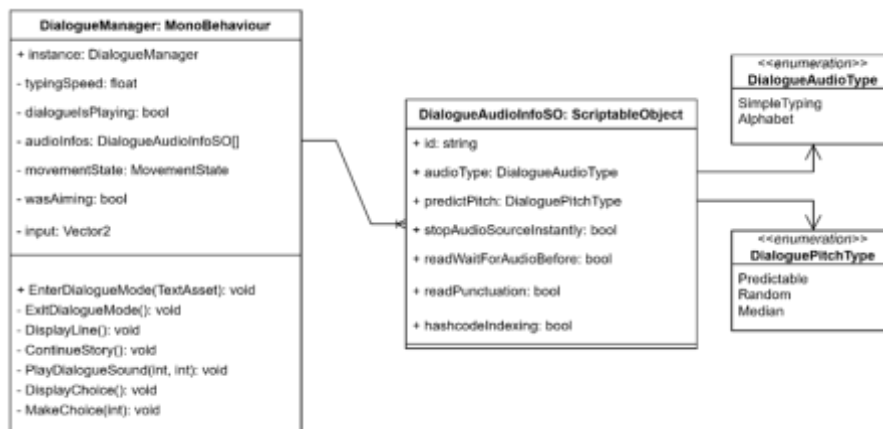 DialogueManager: MonoBehaviour
+ instance: DialogueManager
- typingSpeed: float
- dialogueIsPlaying: bool
- audioInfos: DialogueAudioInfoSO[]
- movementState: MovementState
- wasAiming: bool
- input: Vector2
+ EnterDialogueMode(TextAsset): void
- ExitDialogueMode(): void
- DisplayLine(): void
- ContinueStory(): void
- PlayDialogueSound(int, int): void
- DisplayChoice(): void
- MakeChoice(int): void
DialogueAudioInfoSO: ScriptableObject
+ id: string
+ audioType: DialogueAudioType
+ predictPitch: DialoguePitchType
+ stopAudioSourceInstantly: bool
+ readWaitForAudioBefore: bool
+ readPunctuation: bool
+ hashcodeIndexing: bool
<<enumeration>>
DialogueAudioType
SimpleTyping
Alphabet
<<enumeration>>
DialoguePitchType
Predictable
Random
Median